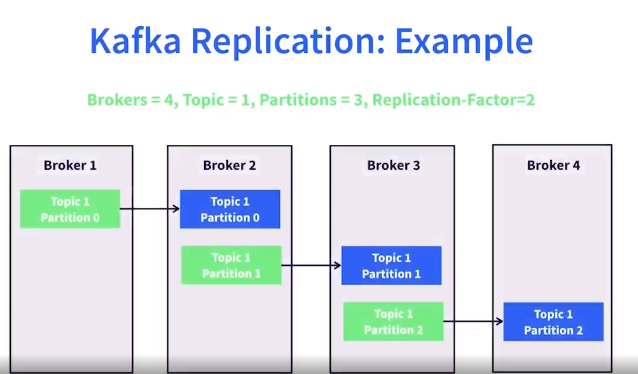 Kafka Replication: Example
Brokers = 4, Topic = 1, Partitions = 3, Replication-Factor=2
Broker 1
Topic 1
Partition 0
Broker 2
Topic 1
Partition 0
Topic 1
Partition 1
Broker 3
Topic 1
Partition 1
Topic 1
Partition 2
Broker 4
Topic 1
Partition 2